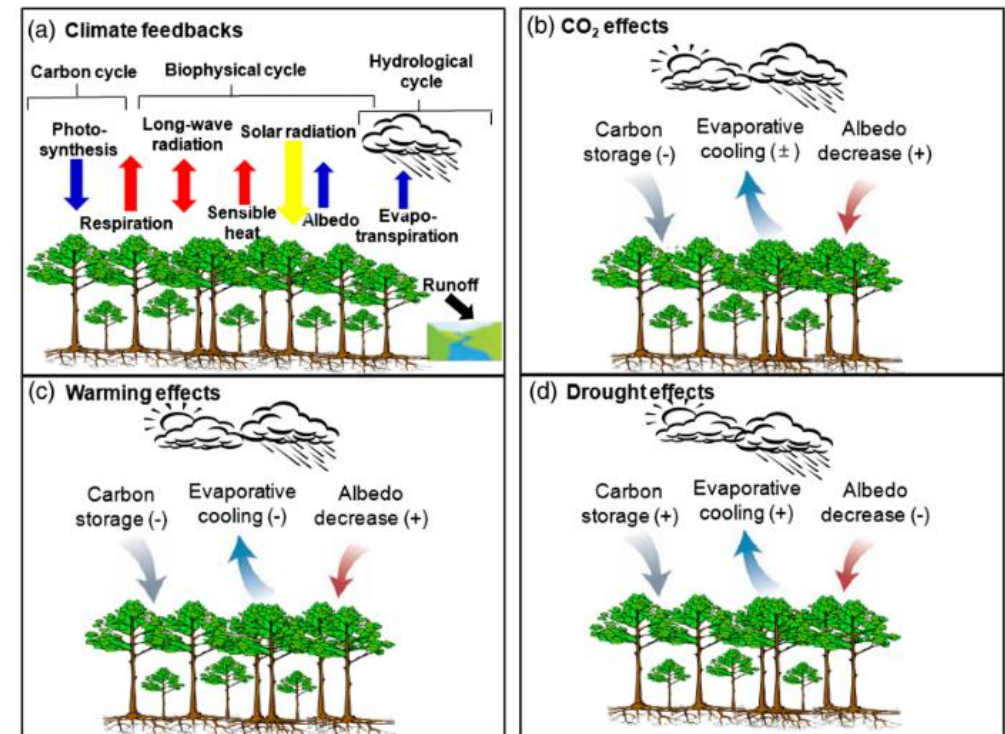 (a) Climate feedbacks
Carbon cycle
Biophysical cycle
Hydrological
cycle
Photo-
synthesis
Long-wave
radiation
Solar radiation
Respiration
Sensible
heat
Albedo
Evapo-
transpiration
Runoff
(b) CO₂ effects
Carbon
storage (-)
Evaporative
cooling (±)
Albedo
decrease (+)
(c) Warming effects
Carbon
storage (-)
Evaporative
cooling (-)
Albedo
decrease (+)
(d) Drought effects
Carbon
storage (+)
Evaporative
cooling (+)
Albedo
decrease (-)